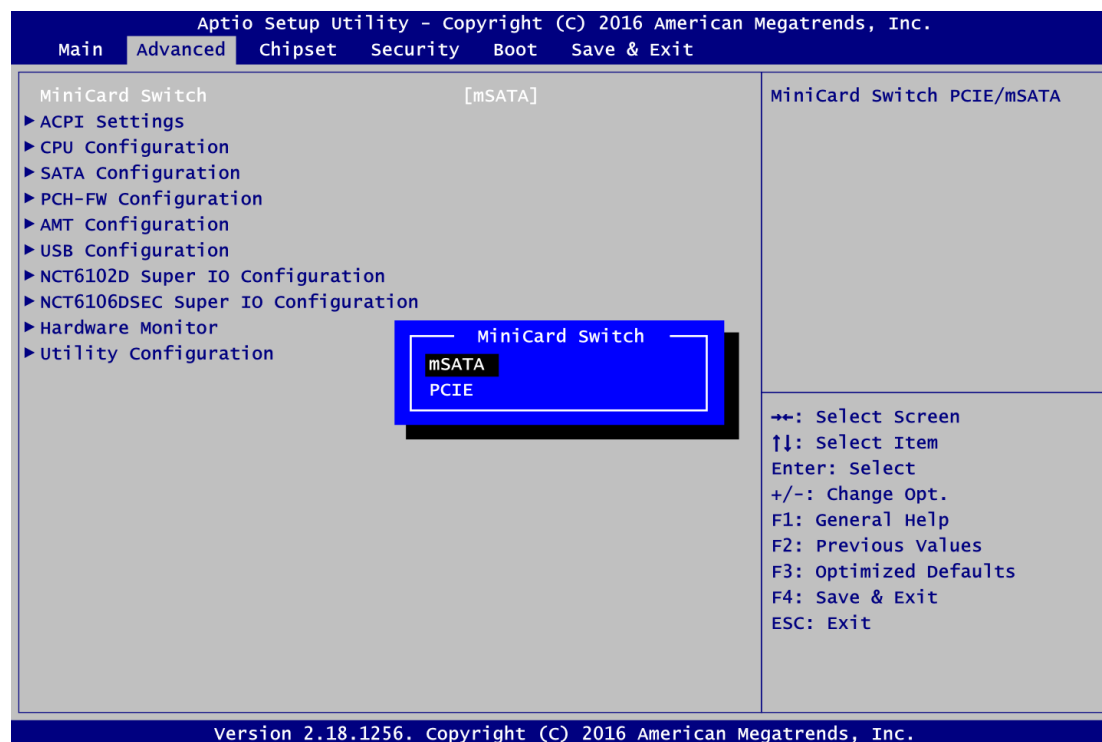 Aptio Setup Utility - Copyright (C) 2016 American Megatrends, Inc.
Main Advanced Chipset Security Boot Save & Exit
MiniCard Switch [mSATA]
▶ ACPI Settings
▶ CPU Configuration
▶ SATA Configuration
▶ PCH-FW Configuration
▶ AMT Configuration
▶ USB Configuration
▶ NCT6102D Super IO Configuration
▶ NCT6106DSEC Super IO Configuration
▶ Hardware Monitor
▶ Utility Configuration
MiniCard Switch
mSATA
PCIE
MiniCard Switch PCIE/mSATA
→←: Select Screen
↑↓: Select Item
Enter: Select
+/-: Change Opt.
F1: General Help
F2: Previous Values
F3: Optimized Defaults
F4: Save & Exit
ESC: Exit
Version 2.18.1256. Copyright (C) 2016 American Megatrends, Inc.